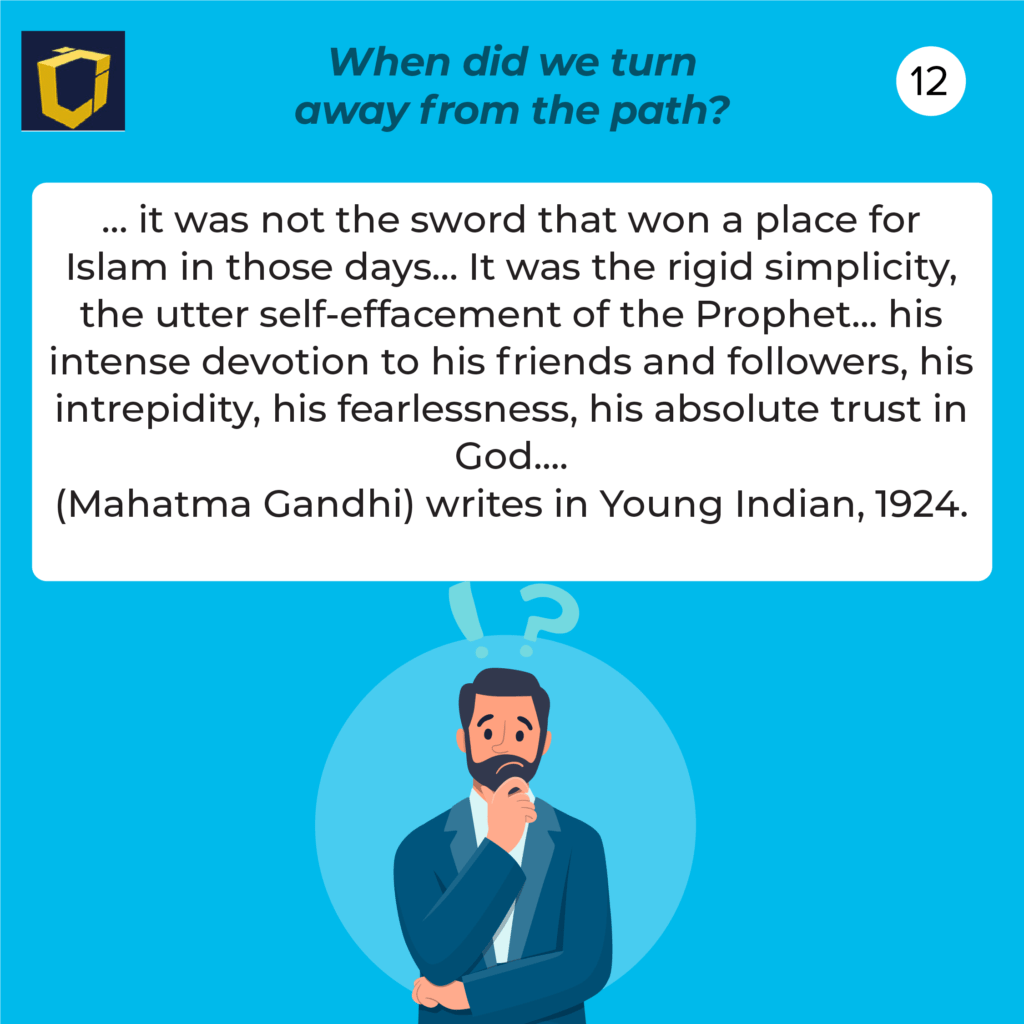 When did we turn
away from the path?
12
... it was not the sword that won a place for
Islam in those days... It was the rigid simplicity,
the utter self-effacement of the Prophet... his
intense devotion to his friends and followers, his
intrepidity, his fearlessness, his absolute trust in
God....
(Mahatma Gandhi) writes in Young Indian, 1924.
! ?